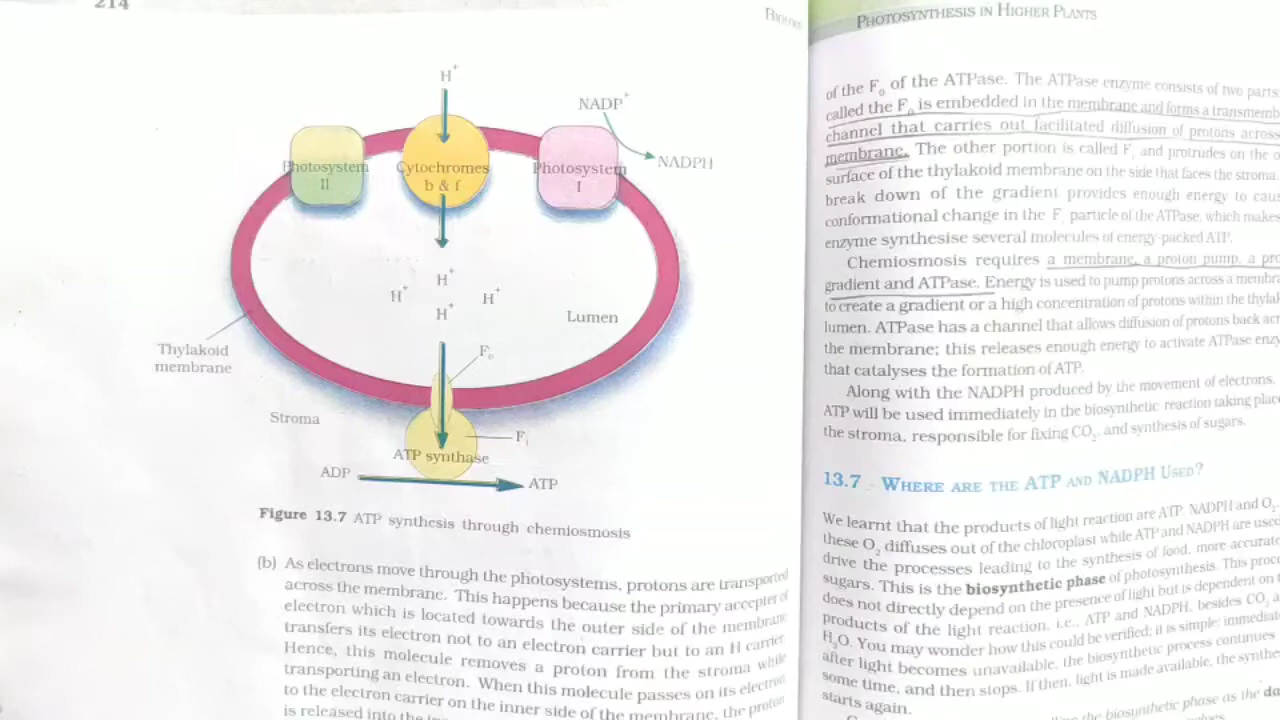 214
H+
NADP+
NADPH
Photosystem
II
Cytochromes
b & f
Photosystem
I
H+
H+
H+
H+
Lumen
F0
Thylakoid
membrane
Stroma
F1
ATP synthase
ADP
ATP
Figure 13.7 ATP synthesis through chemiosmosis
(b) As electrons move through the photosystems, protons are transported
across the membrane. This happens because the primary accepter of
electron which is located towards the outer side of the membrane
transfers its electron not to an electron carrier but to an H carrier.
Hence, this molecule removes a proton from the stroma while
transporting an electron. When this molecule passes on its electron
to the electron carrier on the inner side of the membrane, the proton
is released into the
PHOTOSYNTHESIS IN HIGHER PLANTS
of the F0 of the ATPase. The ATPase enzyme consists of two parts
called the F0 is embedded in the membrane and forms a
channel that carries out facilitated diffusion of protons across
membrane. The other portion is called F1 and protrudes on the
surface of the thylakoid membrane on the side that faces the stroma.
break down of the gradient provides enough energy to
conformational change in the F1 particle of the ATPase, which makes
enzyme synthesise several molecules of energy-packed ATP.
Chemiosmosis requires a membrane, a proton pump, a
gradient and ATPase. Energy is used to pump protons across a
to create a gradient or a high concentration of protons within the
lumen. ATPase has a channel that allows diffusion of protons back
the membrane; this releases enough energy to activate ATPase
that catalyses the formation of ATP.
Along with the NADPH produced by the movement of electrons,
ATP will be used immediately in the biosynthetic reaction taking
the stroma, responsible for fixing CO2, and synthesis of sugars.
13.7 WHERE ARE THE ATP AND NADPH USED?
We learnt that the products of light reaction are ATP, NADPH and O2.
these O2 diffuses out of the chloroplast while ATP and NADPH are
drive the processes leading to the synthesis of food, more
sugars. This is the biosynthetic phase of photosynthesis. This
does not directly depend on the presence of light but is dependent on
products of the light reaction, i.e., ATP and NADPH, besides CO2
H2O. You may wonder how this could be verified; it is simple:
after light becomes unavailable, the biosynthetic process continues
some time, and then stops. If then, light is made available, the
starts again.
the biosynthetic phase as the